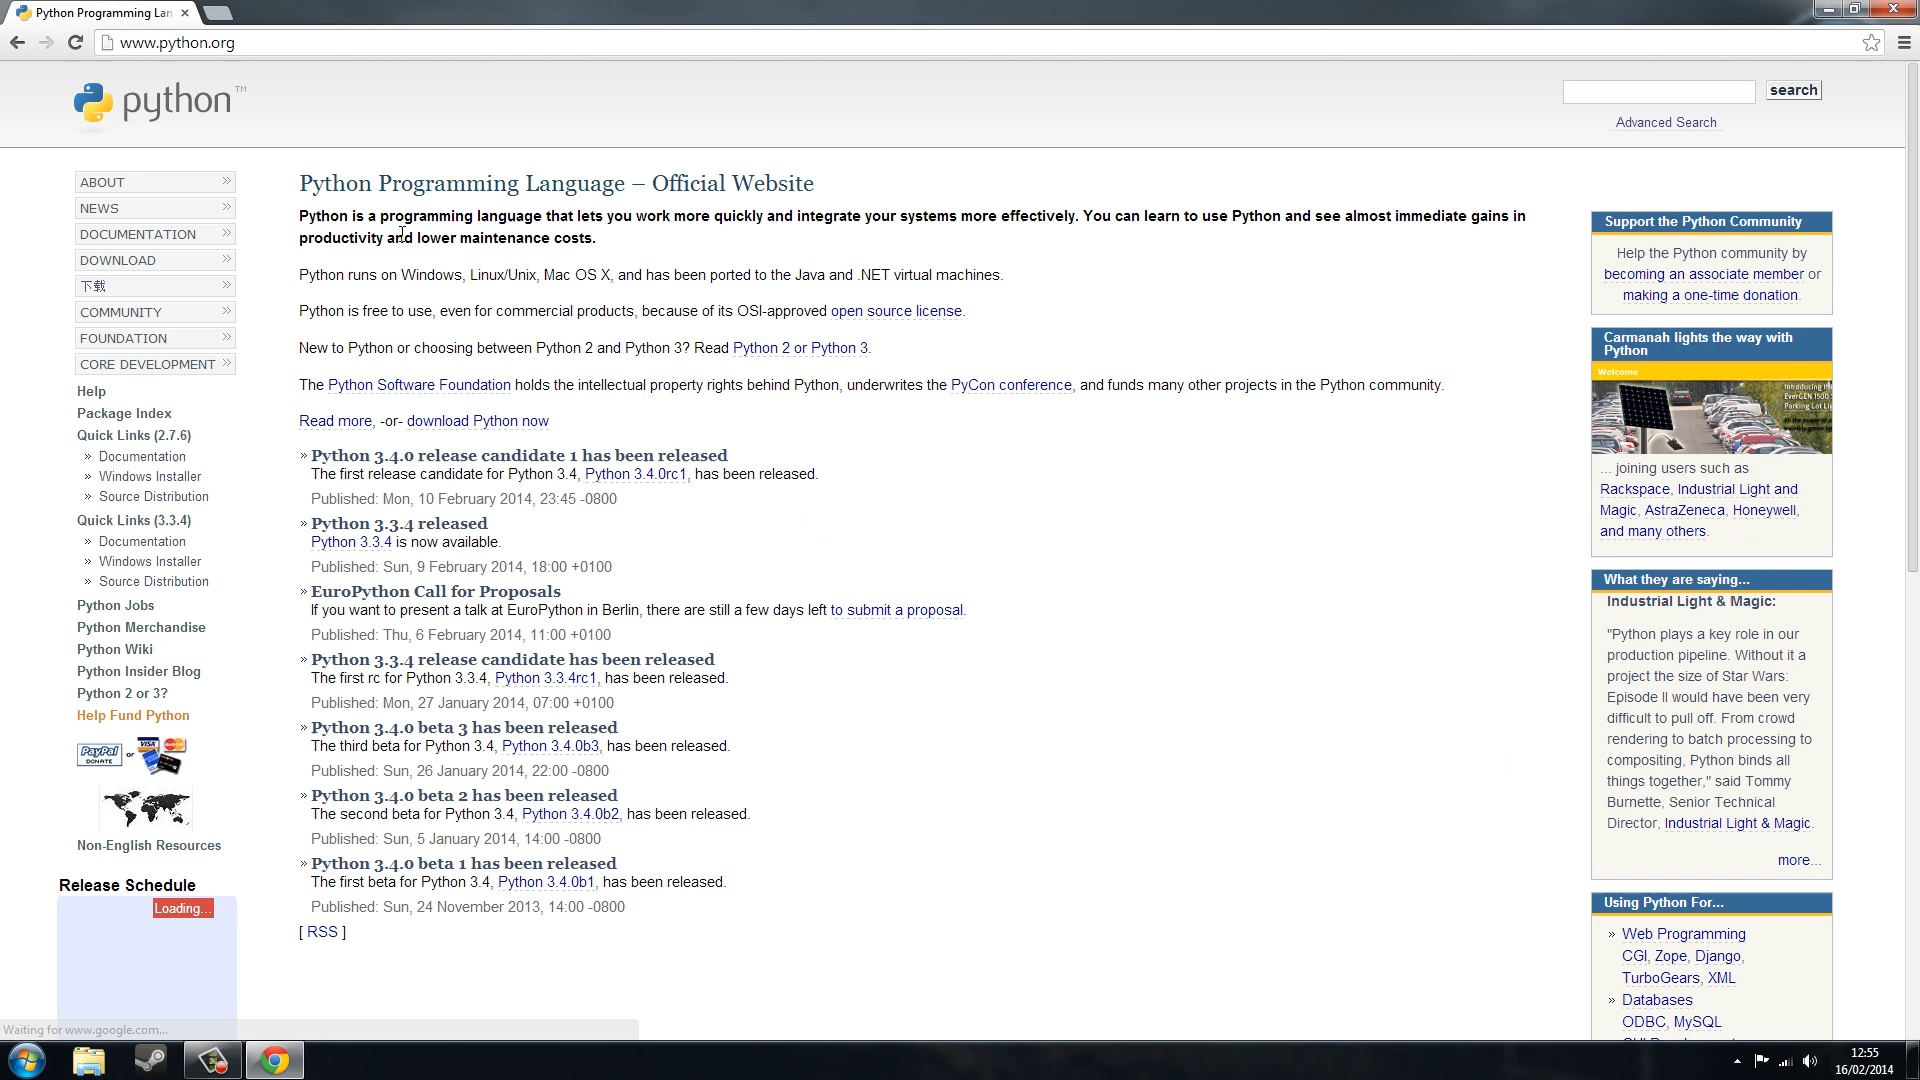 Python Programming Lan
www.python.org
python™
search
Advanced Search
ABOUT
NEWS
DOCUMENTATION
DOWNLOAD
下载
COMMUNITY
FOUNDATION
CORE DEVELOPMENT
Help
Package Index
Quick Links (2.7.6)
» Documentation
» Windows Installer
» Source Distribution
Quick Links (3.3.4)
» Documentation
» Windows Installer
» Source Distribution
Python Jobs
Python Merchandise
Python Wiki
Python Insider Blog
Python 2 or 3?
Help Fund Python
PayPal DONATE or VISA MasterCard
Non-English Resources
Release Schedule
Loading...
Python Programming Language – Official Website
Python is a programming language that lets you work more quickly and integrate your systems more effectively. You can learn to use Python and see almost immediate gains in
productivity and lower maintenance costs.
Python runs on Windows, Linux/Unix, Mac OS X, and has been ported to the Java and .NET virtual machines.
Python is free to use, even for commercial products, because of its OSI-approved open source license.
New to Python or choosing between Python 2 and Python 3? Read Python 2 or Python 3.
The Python Software Foundation holds the intellectual property rights behind Python, underwrites the PyCon conference, and funds many other projects in the Python community.
Read more, -or- download Python now
» Python 3.4.0 release candidate 1 has been released
The first release candidate for Python 3.4, Python 3.4.0rc1, has been released.
Published: Mon, 10 February 2014, 23:45 -0800
» Python 3.3.4 released
Python 3.3.4 is now available.
Published: Sun, 9 February 2014, 18:00 +0100
» EuroPython Call for Proposals
If you want to present a talk at EuroPython in Berlin, there are still a few days left to submit a proposal.
Published: Thu, 6 February 2014, 11:00 +0100
» Python 3.3.4 release candidate has been released
The first rc for Python 3.3.4, Python 3.3.4rc1, has been released.
Published: Mon, 27 January 2014, 07:00 +0100
» Python 3.4.0 beta 3 has been released
The third beta for Python 3.4, Python 3.4.0b3, has been released.
Published: Sun, 26 January 2014, 22:00 -0800
» Python 3.4.0 beta 2 has been released
The second beta for Python 3.4, Python 3.4.0b2, has been released.
Published: Sun, 5 January 2014, 14:00 -0800
» Python 3.4.0 beta 1 has been released
The first beta for Python 3.4, Python 3.4.0b1, has been released.
Published: Sun, 24 November 2013, 14:00 -0800
[ RSS ]
Support the Python Community
Help the Python community by
becoming an associate member or
making a one-time donation.
Carmanah lights the way with
Python
Welcome
Introducing th
EverGEN 1500
Parking Lot Li
... joining users such as
Rackspace, Industrial Light and
Magic, AstraZeneca, Honeywell,
and many others.
What they are saying...
Industrial Light & Magic:
"Python plays a key role in our
production pipeline. Without it a
project the size of Star Wars:
Episode II would have been very
difficult to pull off. From crowd
rendering to batch processing to
compositing, Python binds all
things together," said Tommy
Burnette, Senior Technical
Director, Industrial Light & Magic.
more...
Using Python For...
» Web Programming
CGI, Zope, Django,
TurboGears, XML
» Databases
ODBC, MySQL
Waiting for www.google.com...
12:55
16/02/2014